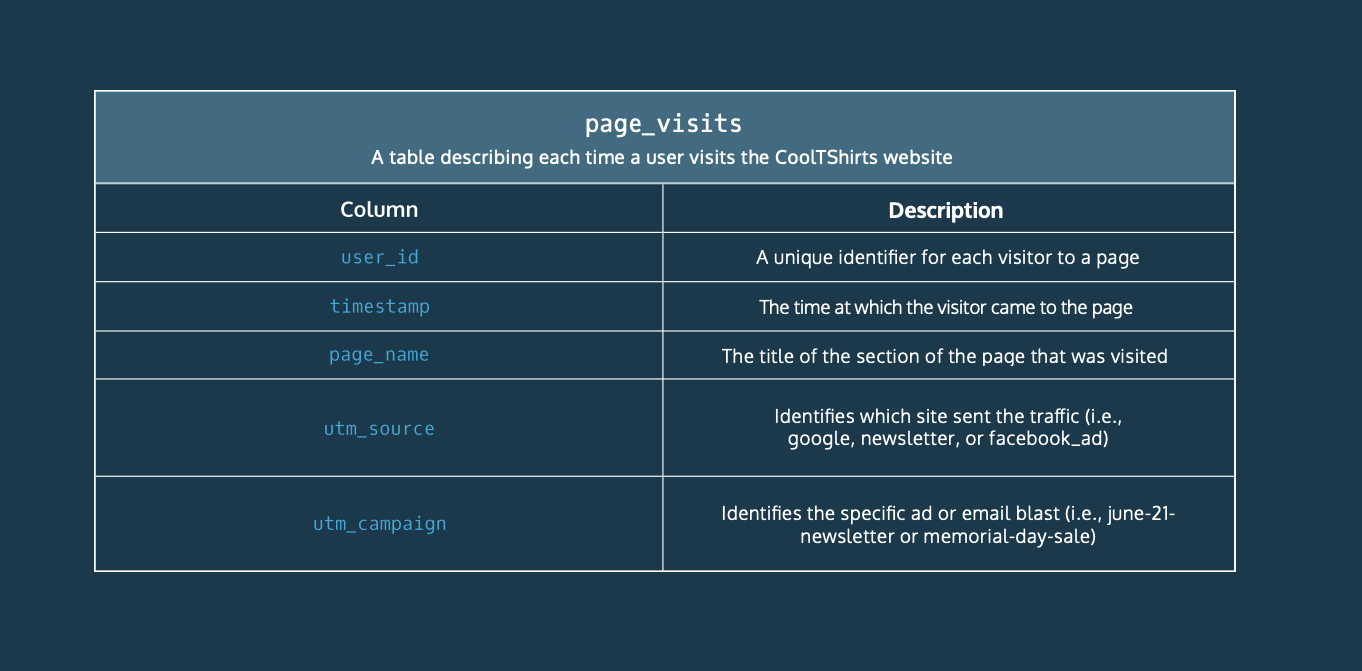 page_visits
A table describing each time a user visits the CoolTShirts website
Column
Description
user_id
A unique identifier for each visitor to a page
timestamp
The time at which the visitor came to the page
page_name
The title of the section of the page that was visited
utm_source
Identifies which site sent the traffic (i.e.,
google, newsletter, or facebook_ad)
utm_campaign
Identifies the specific ad or email blast (i.e., june-21-
newsletter or memorial-day-sale)